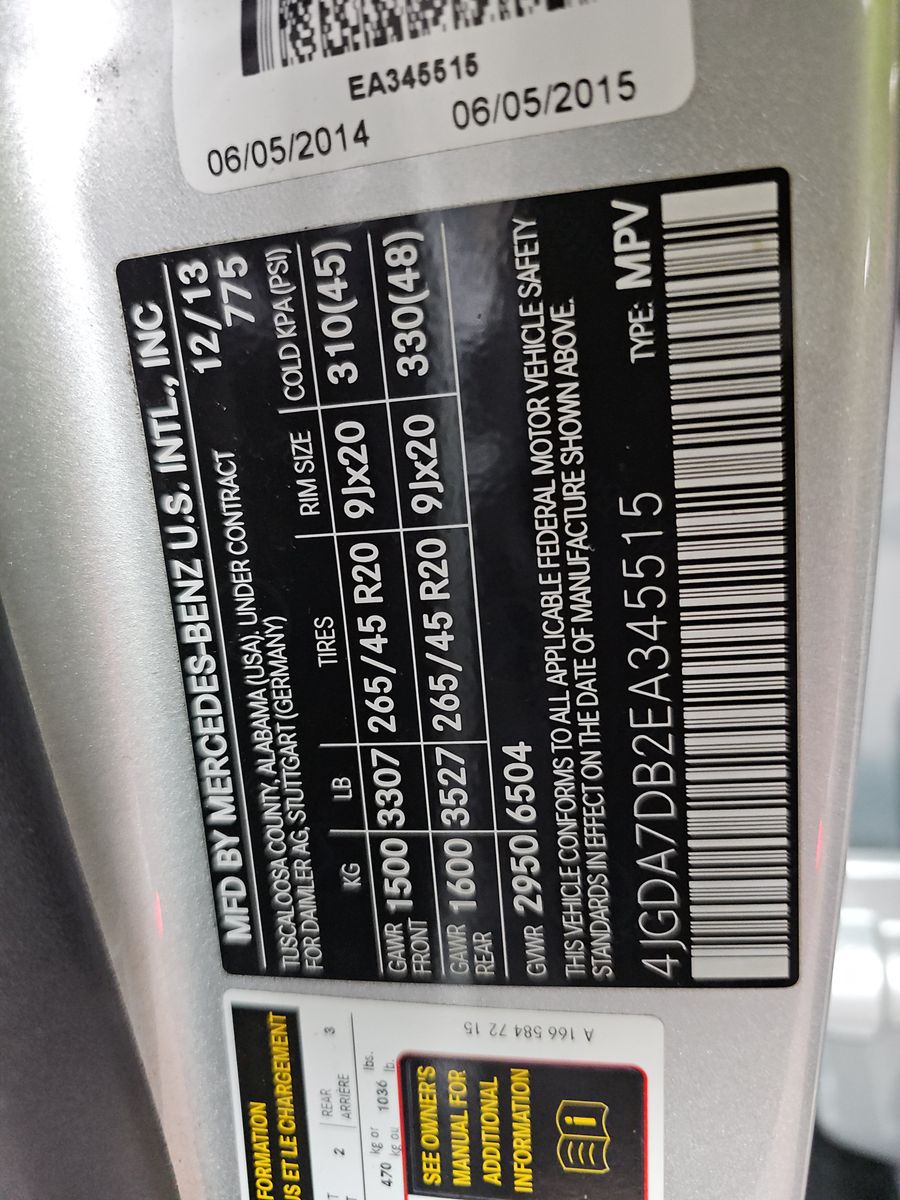 EA345515
06/05/2014 06/05/2015
MFD BY MERCEDES-BENZ U.S. INTL., INC
TUSCALOOSA COUNTY, ALABAMA (USA), UNDER CONTRACT 12/13
FOR DAIMLER AG, STUTTGART (GERMANY) 775
KG LB TIRES RIM SIZE COLD KPA (PSI)
GAWR FRONT 1500 3307 265/45 R20 9Jx20 310(45)
GAWR REAR 1600 3527 265/45 R20 9Jx20 330(48)
GVWR 2950 6504
THIS VEHICLE CONFORMS TO ALL APPLICABLE FEDERAL MOTOR VEHICLE SAFETY
STANDARDS IN EFFECT ON THE DATE OF MANUFACTURE SHOWN ABOVE.
4JGDA7DB2EA345515 TYPE: MPV
FORMATION
US ET LE CHARGEMENT
2 REAR 3
ARRIÈRE
470 kg or 1036 lbs.
kg ou lb.
SEE OWNER'S
MANUAL FOR
ADDITIONAL
INFORMATION
A 166 584 72 15